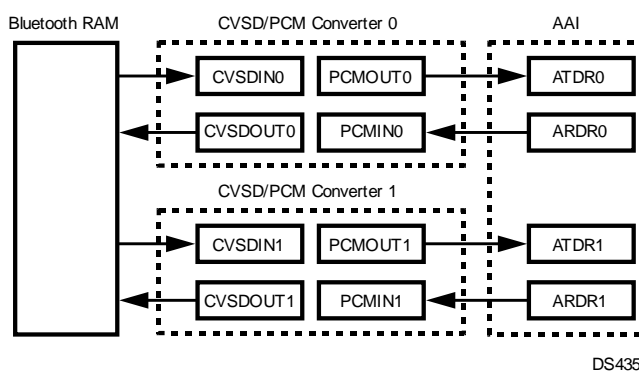 Bluetooth RAM
CVSD/PCM Converter 0
AAI
CVSDIN0
PCMOUT0
ATDR0
CVSDOUT0
PCMIN0
ARDR0
CVSD/PCM Converter 1
CVSDIN1
PCMOUT1
ATDR1
CVSDOUT1
PCMIN1
ARDR1
DS435